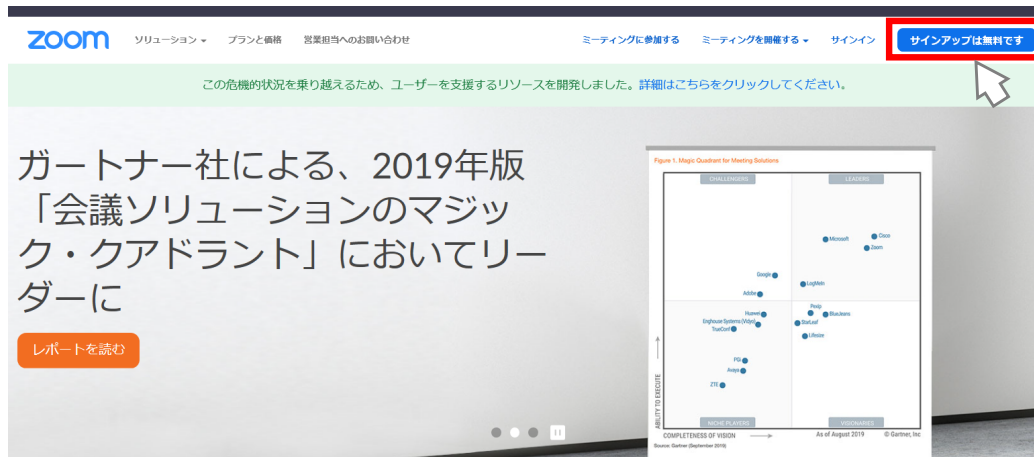 zoom
ソリューション
プランと価格
営業担当へのお問い合わせ
ミーティングに参加する
ミーティングを開催する
サインイン
サインアップは無料です
この危機的状況を乗り越えるため、ユーザーを支援するリソースを開発しました。詳細はこちらをクリックしてください。
ガートナー社による、2019年版
「会議ソリューションのマジッ
ク・クアドラント」においてリー
ダーに
レポートを読む
Figure 1. Magic Quadrant for Meeting Solutions
CHALLENGERS
LEADERS
Microsoft
Cisco
Zoom
Google
LogMeIn
Adobe
Pexip
Huawei
BlueJeans
Enghouse Systems (Vidyo)
StarLeaf
TrueConf
Lifesize
PGi
Avaya
ZTE
ABILITY TO EXECUTE
NICHE PLAYERS
VISIONARIES
COMPLETENESS OF VISION
As of August 2019
© Gartner, Inc
Source: Gartner (September 2019)